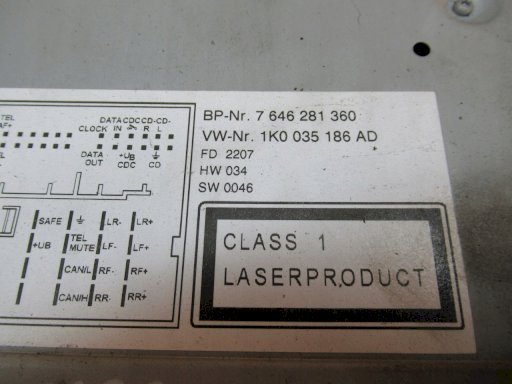 TEL
DATA CDC CD- CD-
CLOCK IN R L
DATA +UB CD
OUT CDC
BP-Nr. 7 646 281 360
VW-Nr. 1K0 035 186 AD
FD 2207
HW 034
SW 0046
SAFE LR- LR+
+UB TEL MUTE LF- LF+
CAN/L RF- RF+
CAN/H RR- RR+
CLASS 1
LASERPRODUCT